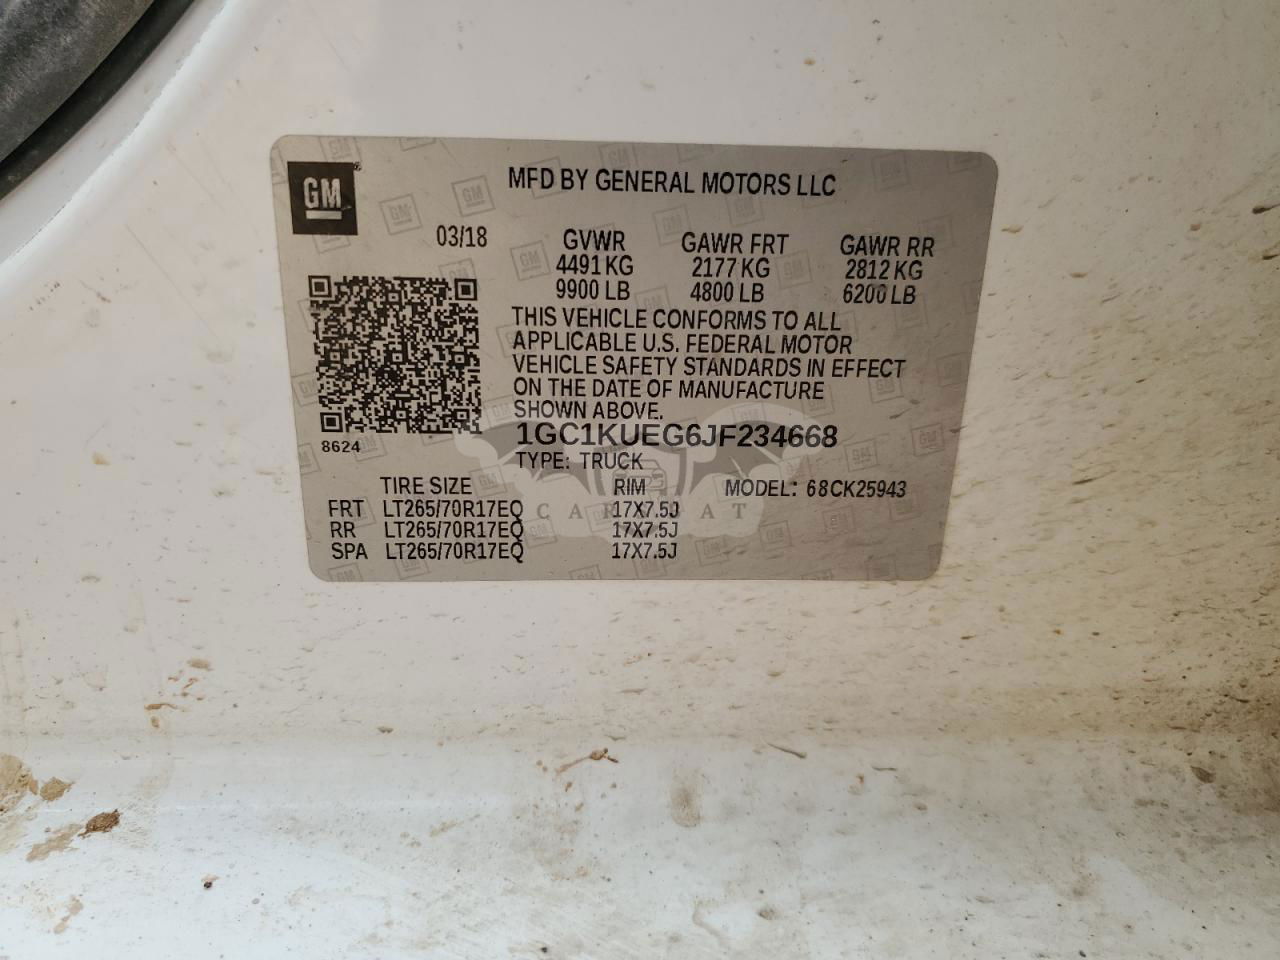 GM
MFD BY GENERAL MOTORS LLC
03/18
GVWR GAWR FRT GAWR RR
4491 KG 2177 KG 2812 KG
9900 LB 4800 LB 6200 LB
THIS VEHICLE CONFORMS TO ALL
APPLICABLE U.S. FEDERAL MOTOR
VEHICLE SAFETY STANDARDS IN EFFECT
ON THE DATE OF MANUFACTURE
SHOWN ABOVE.
8624
1GC1KUEG6JF234668
TYPE: TRUCK
TIRE SIZE RIM MODEL: 68CK25943
FRT LT265/70R17EQ 17X7.5J
RR LT265/70R17EQ 17X7.5J
SPA LT265/70R17EQ 17X7.5J